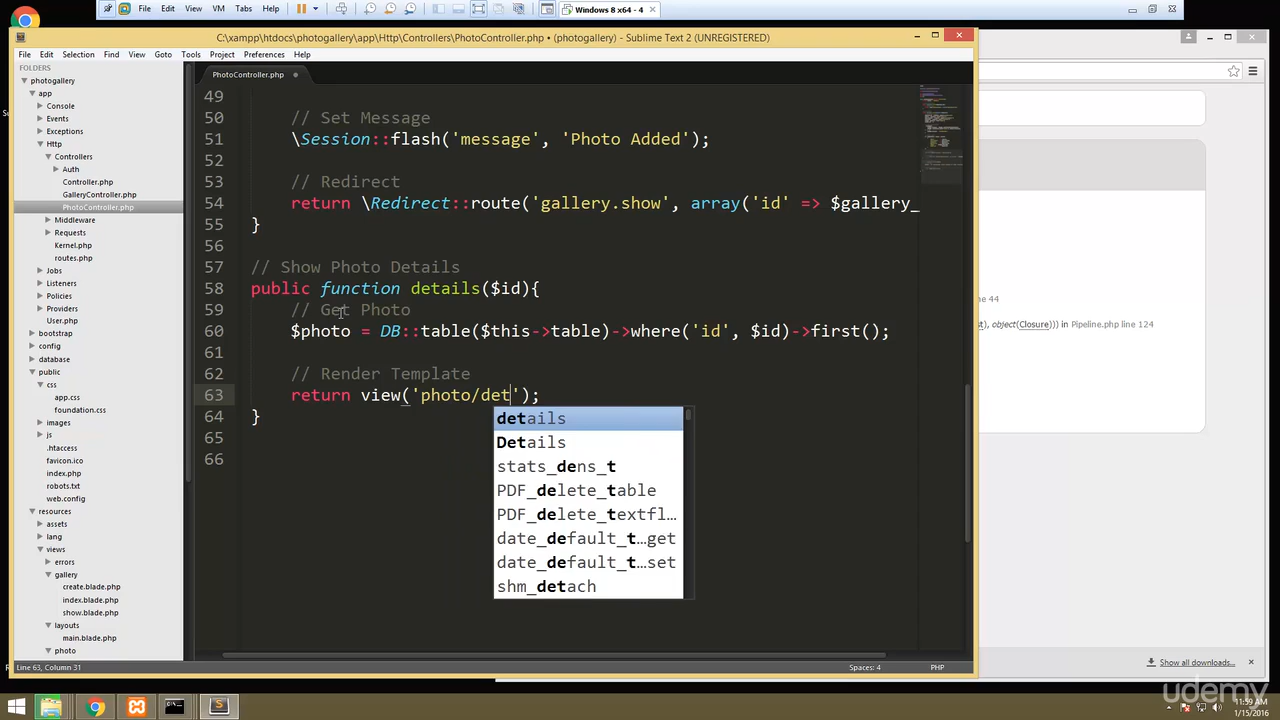 File Edit View VM Tabs Help
Windows 8 x64 - 4
C:\xampp\htdocs\photogallery\app\Http\Controllers\PhotoController.php • (photogallery) - Sublime Text 2 (UNREGISTERED)
File Edit Selection Find View Goto Tools Project Preferences Help
FOLDERS
photogallery
app
Console
Events
Exceptions
Http
Controllers
Auth
Controller.php
GalleryController.php
PhotoController.php
Middleware
Requests
Kernel.php
routes.php
Jobs
Listeners
Policies
Providers
User.php
bootstrap
config
database
public
css
app.css
foundation.css
images
js
.htaccess
favicon.ico
index.php
robots.txt
web.config
resources
assets
lang
views
errors
gallery
create.blade.php
index.blade.php
show.blade.php
layouts
main.blade.php
photo
PhotoController.php
49
50 // Set Message
51 \Session::flash('message', 'Photo Added');
52
53 // Redirect
54 return \Redirect::route('gallery.show', array('id' => $gallery_
55 }
56
57 // Show Photo Details
58 public function details($id){
59 // Get Photo
60 $photo = DB::table($this->table)->where('id', $id)->first();
61
62 // Render Template
63 return view('photo/det');
64 }
65
66
details
Details
stats_dens_t
PDF_delete_table
PDF_delete_textfl…
date_default_t…get
date_default_t…set
shm_detach
line 44
st), object(Closure)) in Pipeline.php line 124
Line 63, Column 31
Spaces: 4
PHP
Show all downloads...
udemy
11:59 AM
1/15/2016